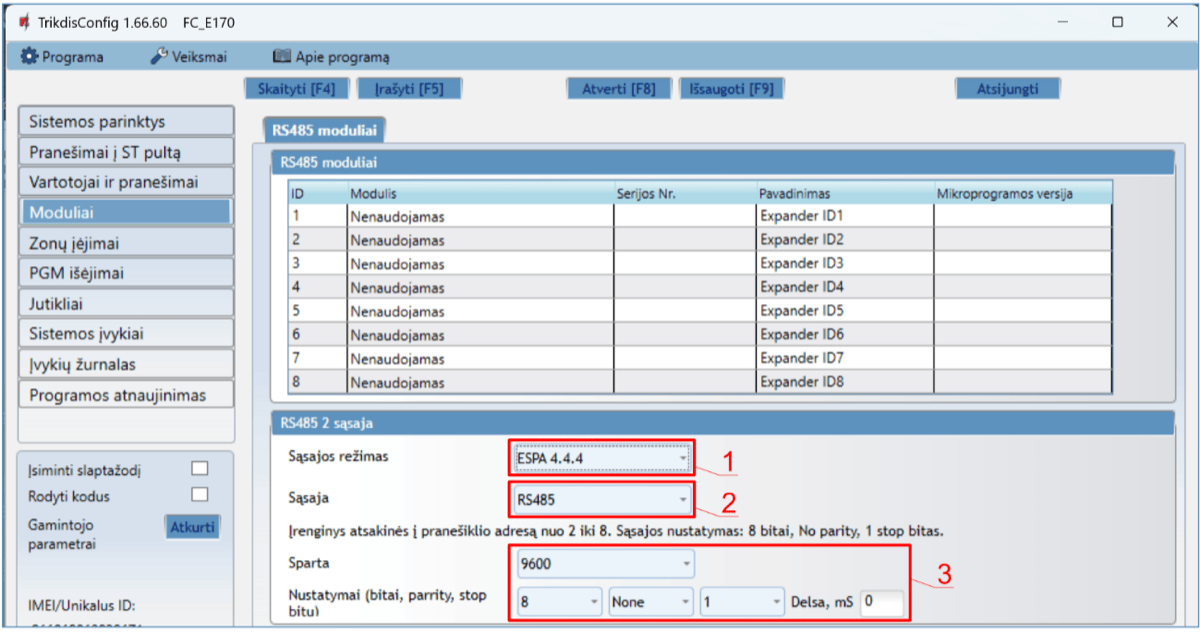 TrikdisConfig 1.66.60 FC_E170
Programa Veiksmai Apie programą
Skaityti [F4] Įrašyti [F5] Atverti [F8] Išsaugoti [F9] Atsijungti
Sistemos parinktys
Pranešimai į ST pultą
Vartotojai ir pranešimai
Moduliai
Zonų įėjimai
PGM išėjimai
Jutikliai
Sistemos įvykiai
Įvykių žurnalas
Programos atnaujinimas
Įsiminti slaptažodį
Rodyti kodus
Gamintojo
parametrai
Atkurti
IMEI/Unikalus ID:
RS485 moduliai
RS485 moduliai
ID Modulis Serijos Nr. Pavadinimas Mikroprogramos versija
1 Nenaudojamas Expander ID1
2 Nenaudojamas Expander ID2
3 Nenaudojamas Expander ID3
4 Nenaudojamas Expander ID4
5 Nenaudojamas Expander ID5
6 Nenaudojamas Expander ID6
7 Nenaudojamas Expander ID7
8 Nenaudojamas Expander ID8
RS485 2 sąsaja
Sąsajos režimas ESPA 4.4.4 1
Sąsaja RS485 2
Įrenginys atsakinės į pranešiklio adresą nuo 2 iki 8. Sąsajos nustatymas: 8 bitai, No parity, 1 stop bitas.
Sparta 9600 3
Nustatymai (bitai, parrity, stop
bitu) 8 None 1 Delsa, mS 0